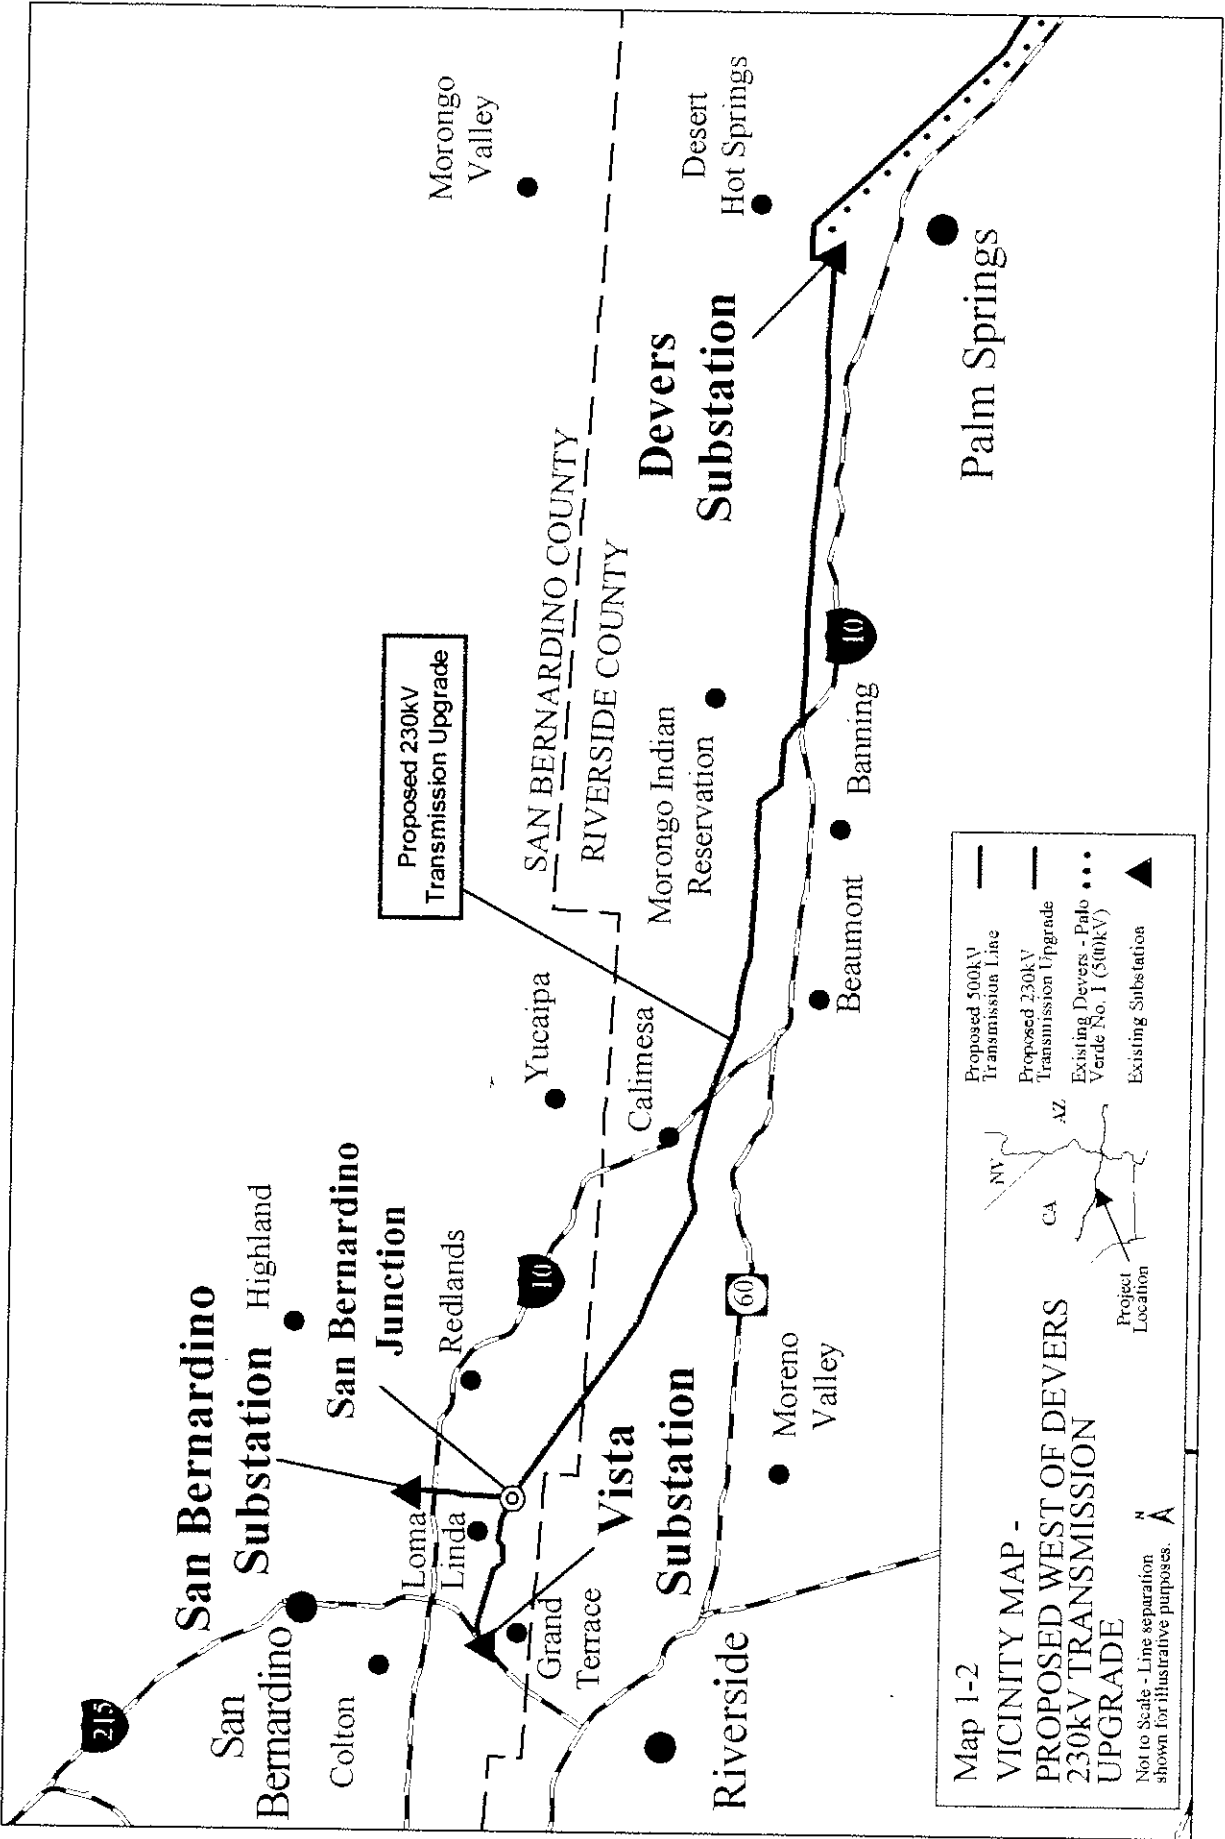 215
San
Bernardino
Colton
San Bernardino
Substation
Highland
San Bernardino
Junction
Redlands
10
Loma
Linda
Grand
Terrace
Vista
Substation
Riverside
Moreno
Valley
60
Yucaipa
Calimesa
Proposed 230kV
Transmission Upgrade
SAN BERNARDINO COUNTY
RIVERSIDE COUNTY
Morongo Indian
Reservation
Beaumont
Banning
10
Devers
Substation
Morongo
Valley
Desert
Hot Springs
Palm Springs
Map 1-2
VICINITY MAP -
PROPOSED WEST OF DEVERS
230kV TRANSMISSION
UPGRADE
Not to Scale - Line separation
shown for illustrative purposes.
N
NV
CA
AZ
Project
Location
Proposed 500kV
Transmission Line
Proposed 230kV
Transmission Upgrade
Existing Devers - Palo
Verde No. 1 (500kV)
Existing Substation